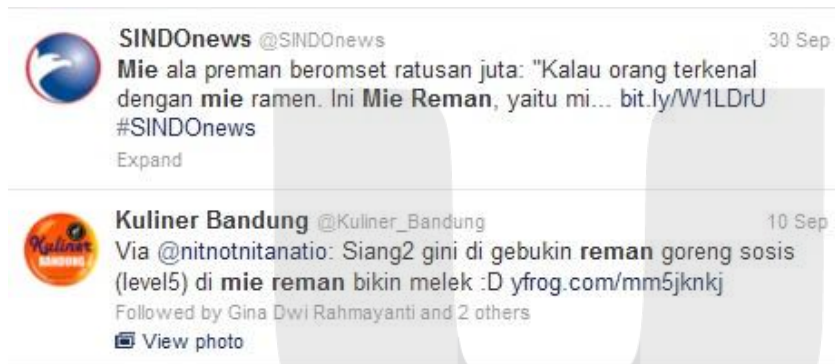 SINDOnews @SINDOnews 30 Sep
Mie ala preman beromset ratusan juta: "Kalau orang terkenal
dengan mie ramen. Ini Mie Reman, yaitu mi... bit.ly/W1LDrU
#SINDOnews
Expand
Kuliner Bandung @Kuliner_Bandung 10 Sep
Kuliner
BANDUNG
Via @nitnotnitanatio: Siang2 gini di gebukin reman goreng sosis
(level5) di mie reman bikin melek :D yfrog.com/mm5jknkj
Followed by Gina Dwi Rahmayanti and 2 others
View photo